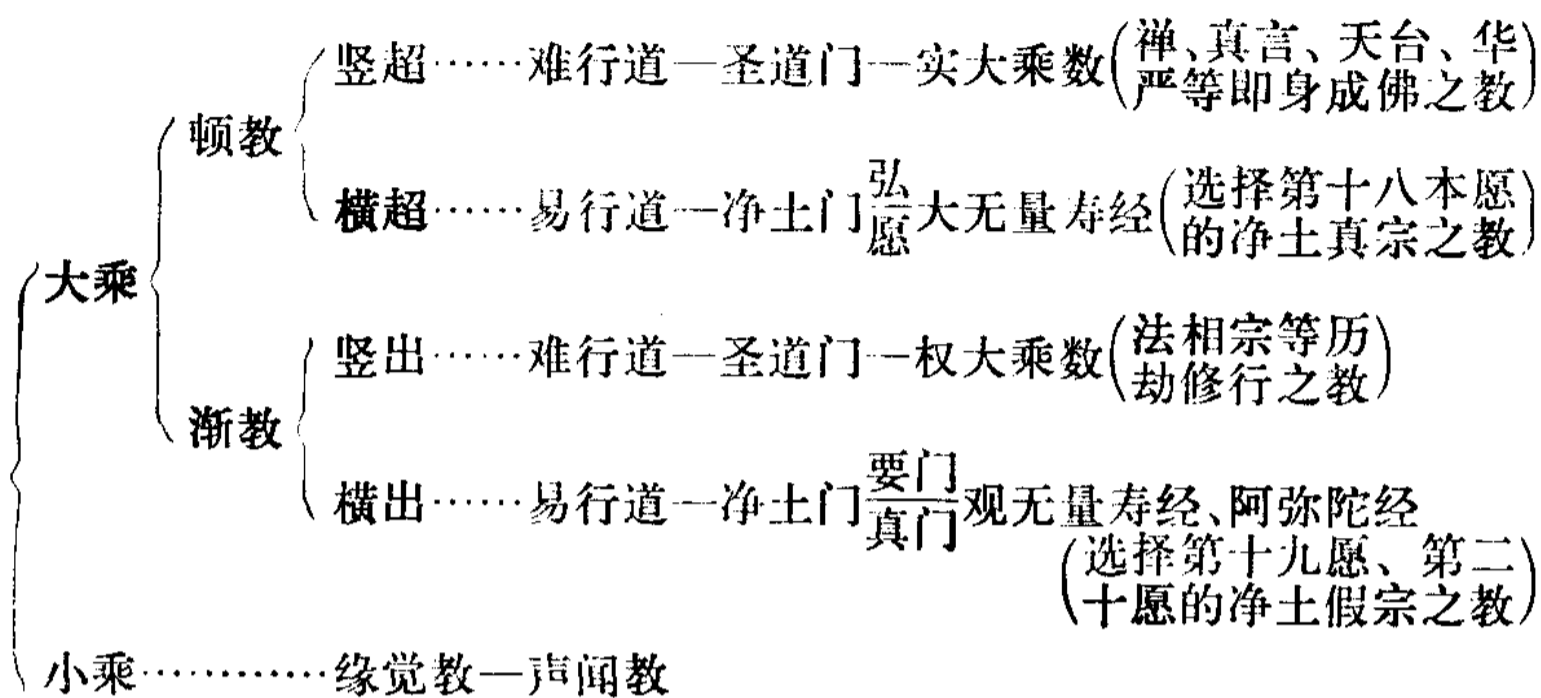 竖超……难行道—圣道门—实大乘数(禅、真言、天台、华严等即身成佛之教)
顿教
横超……易行道—净土门弘愿大无量寿经(选择第十八本愿的净土真宗之教)
大乘
竖出……难行道—圣道门—权大乘数(法相宗等历劫修行之教)
渐教
横出……易行道—净土门要门真门观无量寿经、阿弥陀经
(选择第十九愿、第二十愿的净土假宗之教)
小乘…………缘觉教—声闻教